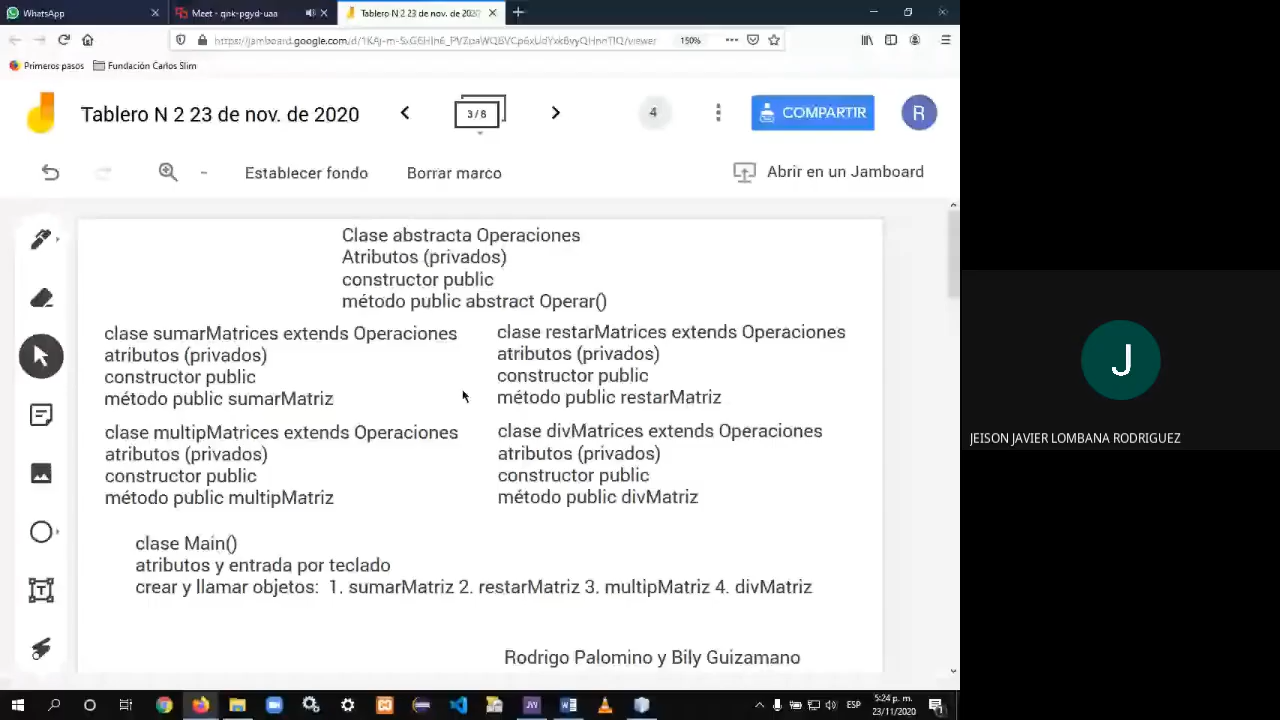 WhatsApp
Meet - qnk-pgyd-uaa
Tablero N 2 23 de nov. de 202
150%
Primeros pasos
Fundación Carlos Slim
Tablero N 2 23 de nov. de 2020
3 / 6
4
COMPARTIR
R
Establecer fondo
Borrar marco
Abrir en un Jamboard
Clase abstracta Operaciones
Atributos (privados)
constructor public
método public abstract Operar()
clase sumarMatrices extends Operaciones
atributos (privados)
constructor public
método public sumarMatriz
clase restarMatrices extends Operaciones
atributos (privados)
constructor public
método public restarMatriz
clase multipMatrices extends Operaciones
atributos (privados)
constructor public
método public multipMatriz
clase divMatrices extends Operaciones
atributos (privados)
constructor public
método public divMatriz
clase Main()
atributos y entrada por teclado
crear y llamar objetos: 1. sumarMatriz 2. restarMatriz 3. multipMatriz 4. divMatriz
Rodrigo Palomino y Bily Guizamano
J
JEISON JAVIER LOMBANA RODRIGUEZ
ESP
5:24 p. m.
23/11/2020